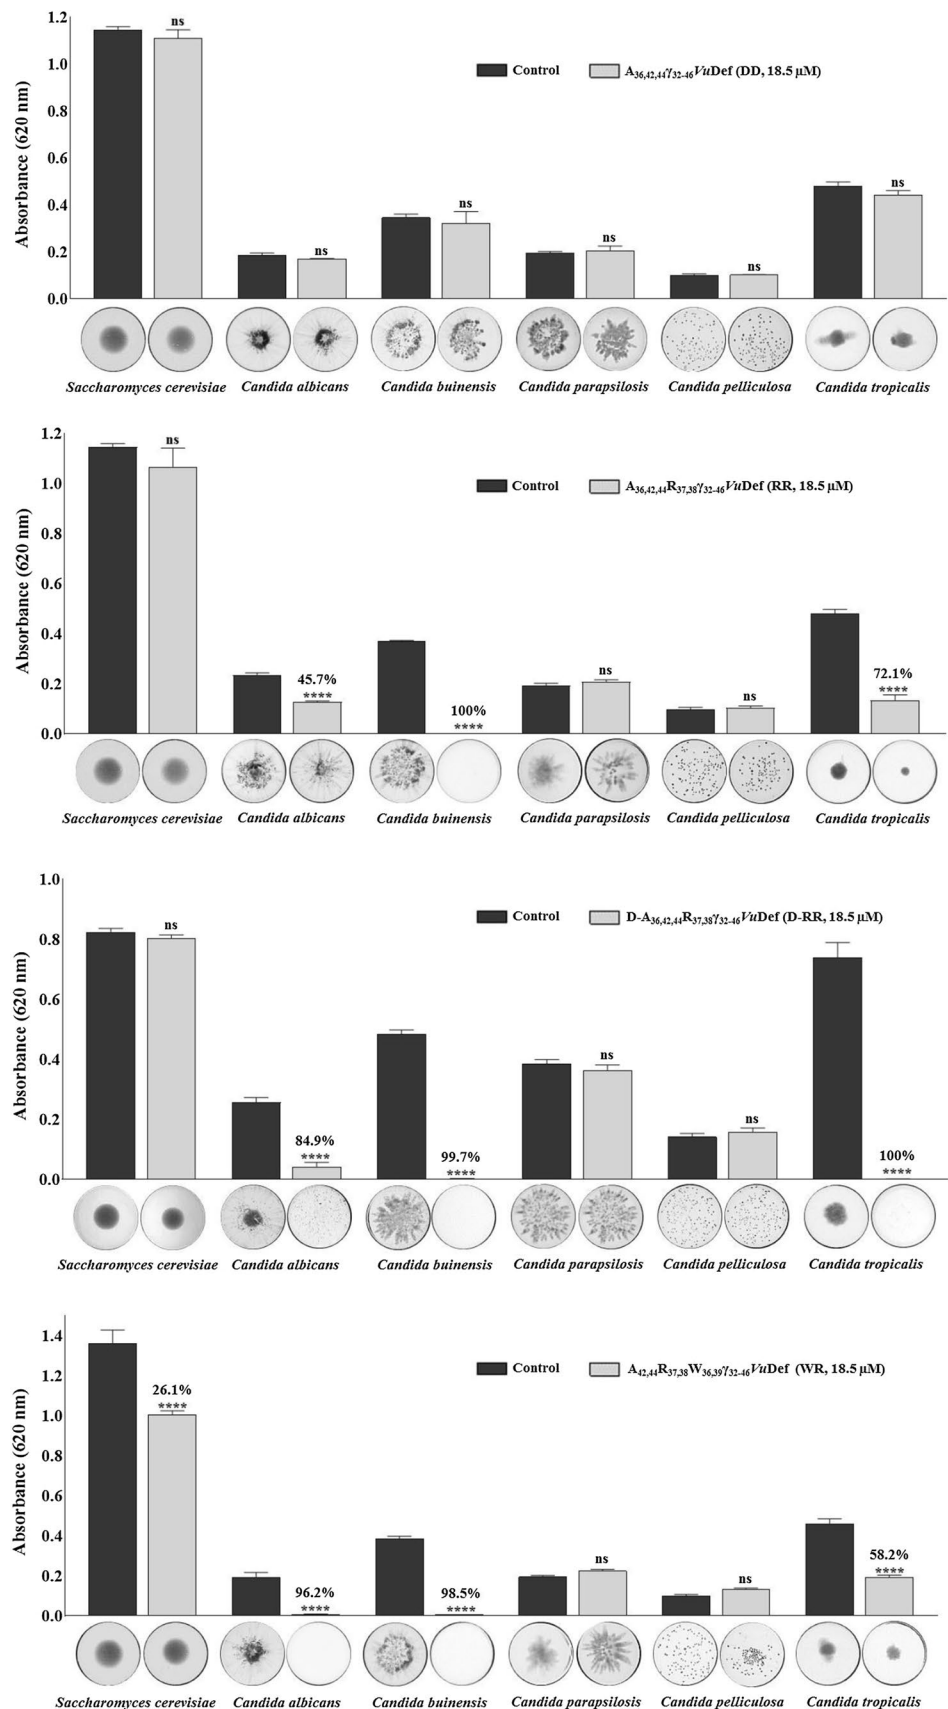 1.2
1.0
0.8
0.6
0.4
0.2
0.0
Absorbance (620 nm)
Control
A36,42,44γ32-46VuDef (DD, 18.5 μM)
ns
ns
ns
ns
ns
ns
Saccharomyces cerevisiae
Candida albicans
Candida buinensis
Candida parapsilosis
Candida pelliculosa
Candida tropicalis
1.2
1.0
0.8
0.6
0.4
0.2
0.0
Absorbance (620 nm)
Control
A36,42,44R37,38γ32-46VuDef (RR, 18.5 μM)
ns
45.7%
****
100%
****
ns
ns
72.1%
****
Saccharomyces cerevisiae
Candida albicans
Candida buinensis
Candida parapsilosis
Candida pelliculosa
Candida tropicalis
1.0
0.8
0.6
0.4
0.2
0.0
Absorbance (620 nm)
Control
D-A36,42,44R37,38γ32-46VuDef (D-RR, 18.5 μM)
ns
84.9%
****
99.7%
****
ns
ns
100%
****
Saccharomyces cerevisiae
Candida albicans
Candida buinensis
Candida parapsilosis
Candida pelliculosa
Candida tropicalis
1.4
1.2
1.0
0.8
0.6
0.4
0.2
0.0
Absorbance (620 nm)
Control
A42,44R37,38W36,39γ32-46VuDef (WR, 18.5 μM)
26.1%
****
96.2%
****
98.5%
****
ns
ns
58.2%
****
Saccharomyces cerevisiae
Candida albicans
Candida buinensis
Candida parapsilosis
Candida pelliculosa
Candida tropicalis